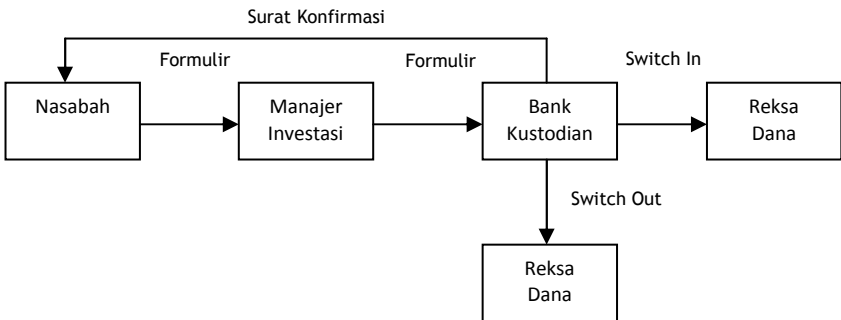 Surat Konfirmasi
Formulir
Formulir
Switch In
Nasabah
Manajer
Investasi
Bank
Kustodian
Reksa
Dana
Switch Out
Reksa
Dana